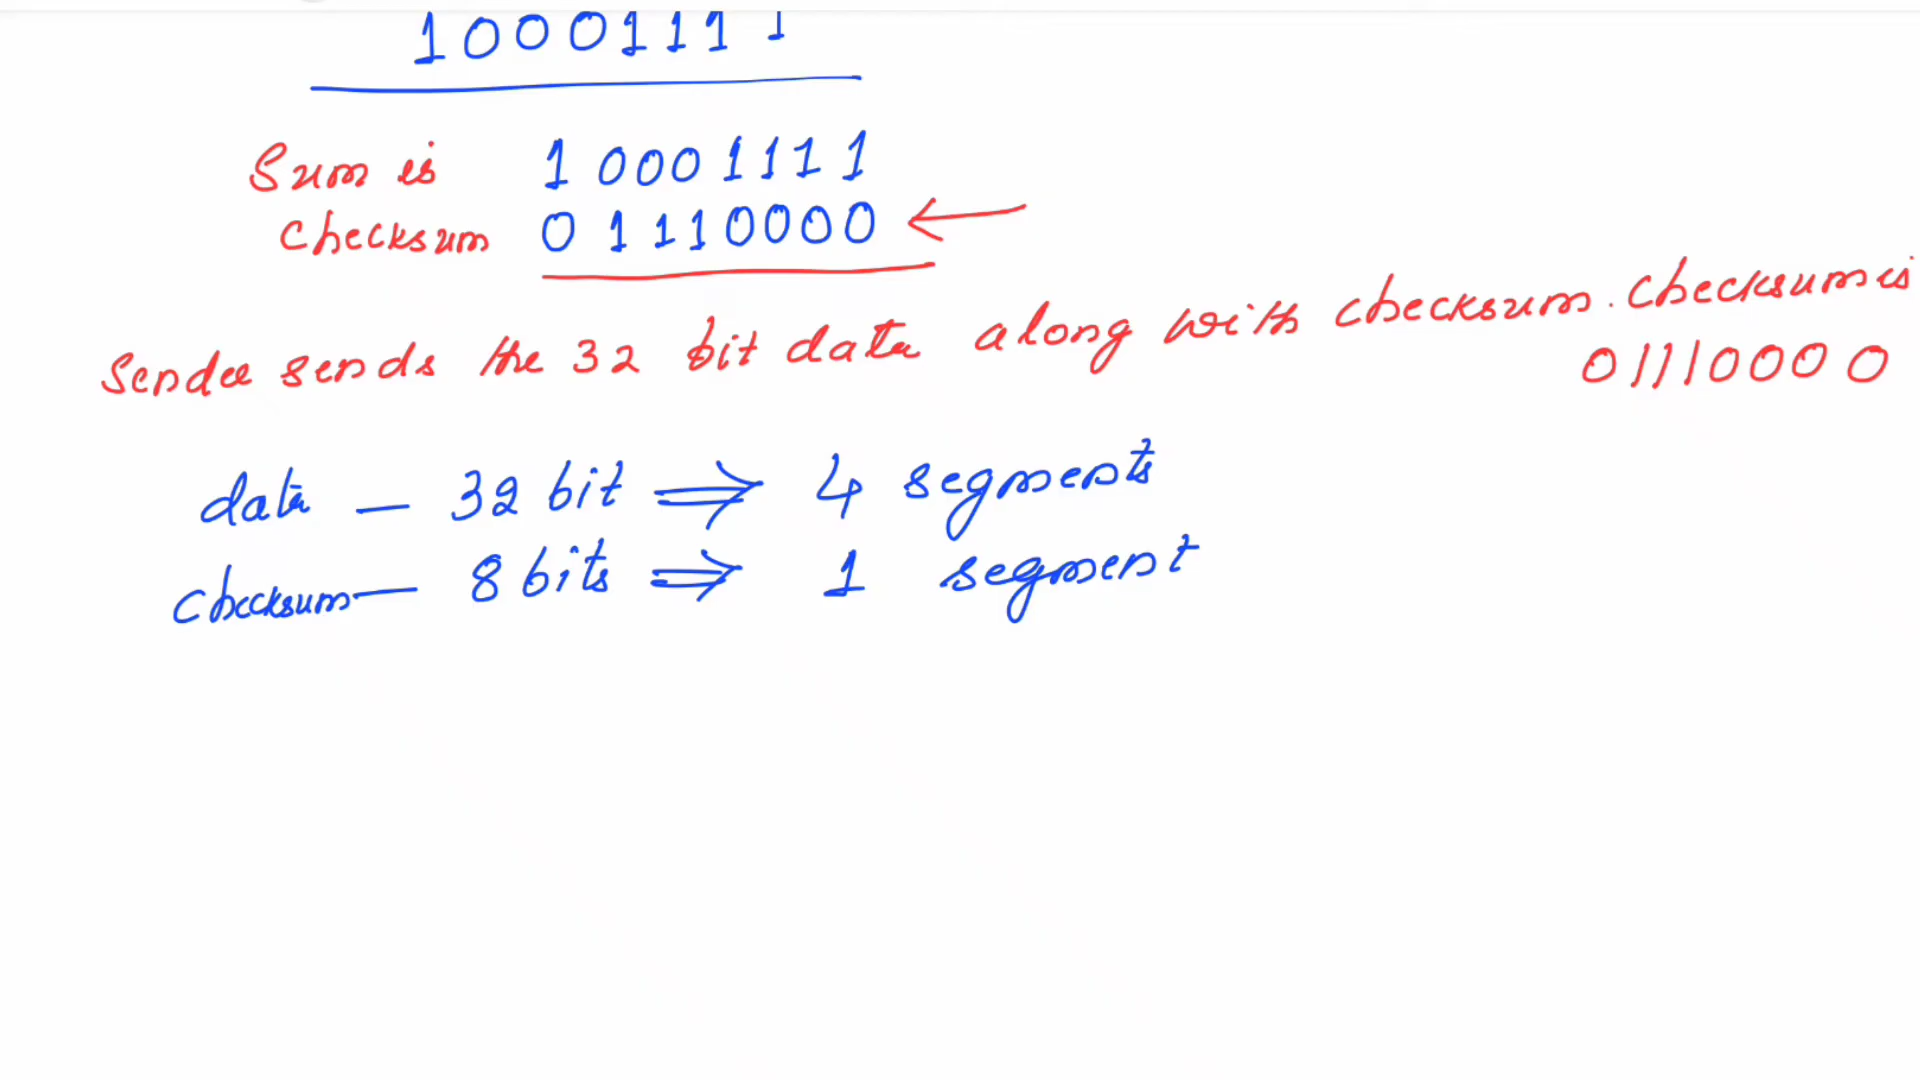 10001111
Sum is 10001111
checksum 01110000
Sender sends the 32 bit data along with checksum. Checksum is
01110000
data - 32 bit ⇒ 4 segments
checksum - 8 bits ⇒ 1 segment